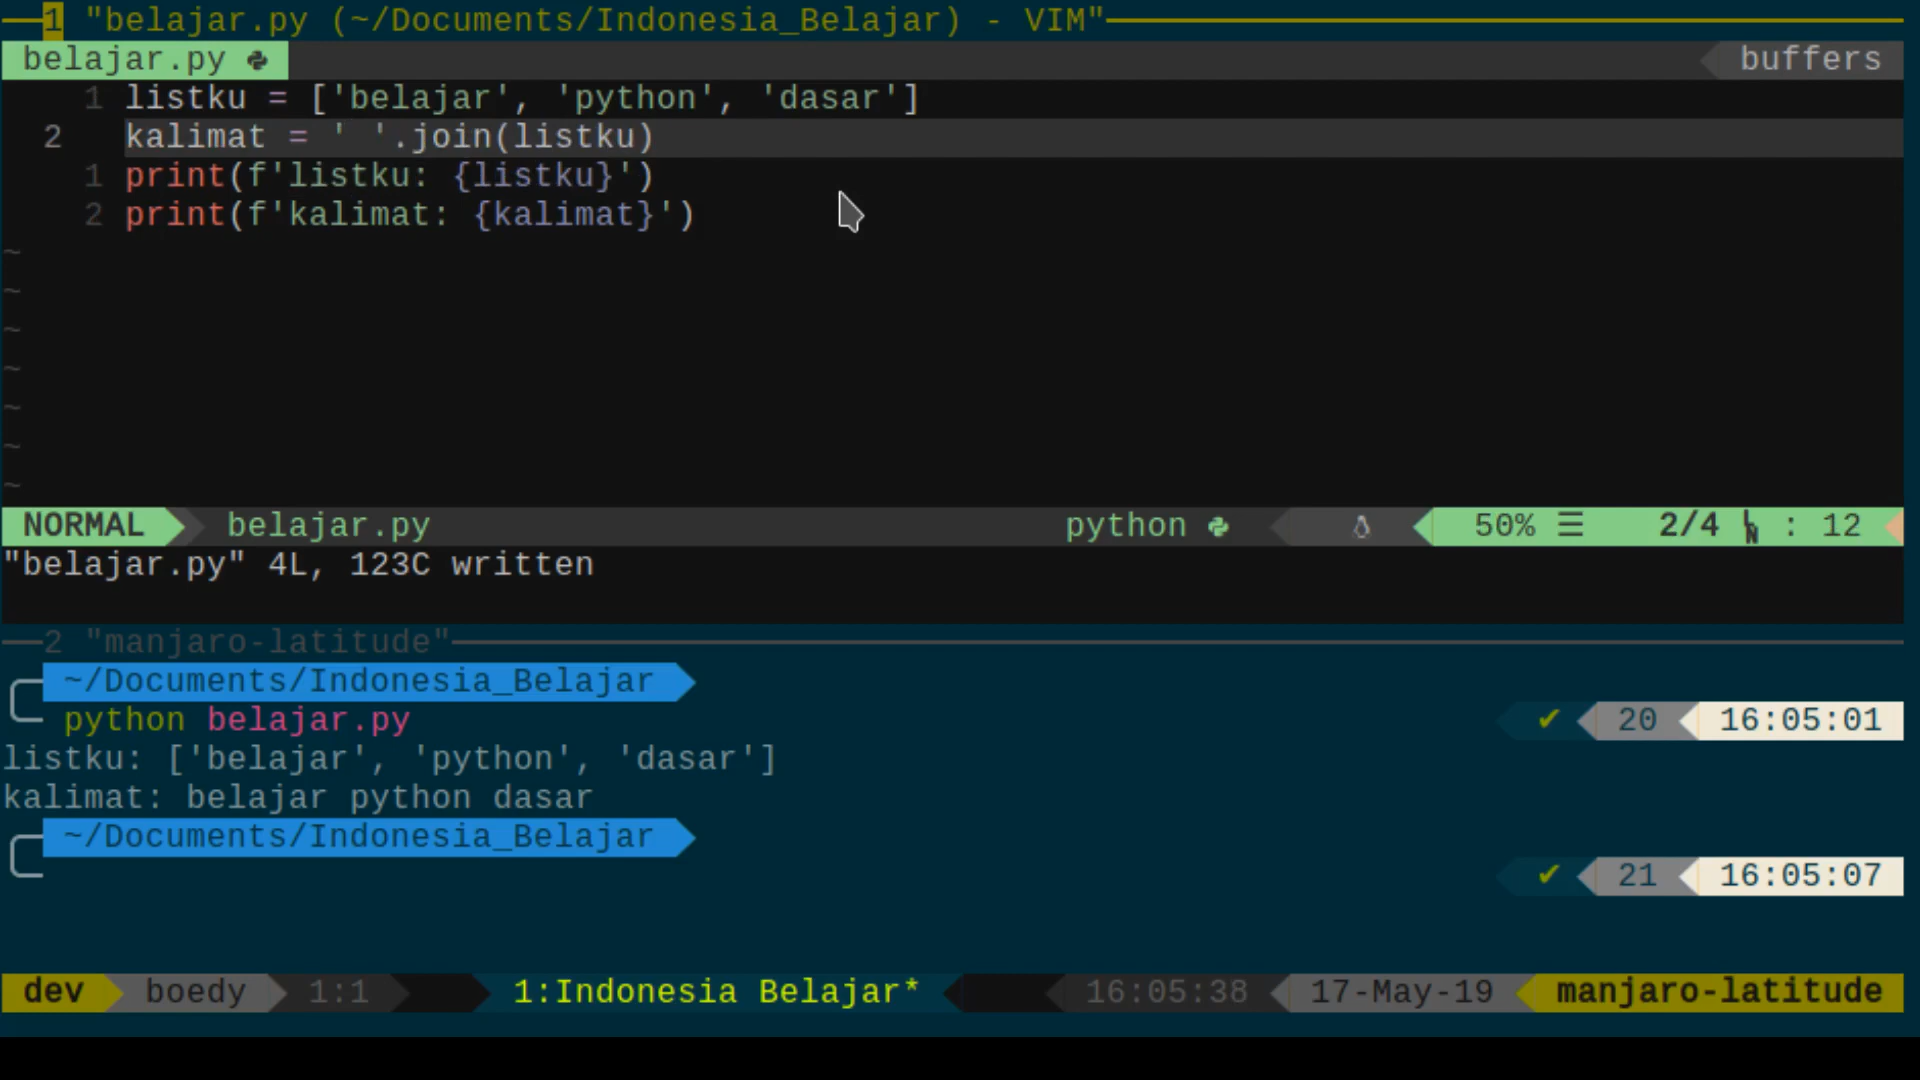 1 "belajar.py (~/Documents/Indonesia_Belajar) - VIM"
belajar.py buffers
1 listku = ['belajar', 'python', 'dasar']
2 kalimat = ' '.join(listku)
1 print(f'listku: {listku}')
2 print(f'kalimat: {kalimat}')
~
~
~
~
~
~
~
NORMAL belajar.py python 50% ☰ 2/4 : 12
"belajar.py" 4L, 123C written
2 "manjaro-latitude"
~/Documents/Indonesia_Belajar
python belajar.py ✔ 20 16:05:01
listku: ['belajar', 'python', 'dasar']
kalimat: belajar python dasar
~/Documents/Indonesia_Belajar
✔ 21 16:05:07
dev boedy 1:1 1:Indonesia Belajar* 16:05:38 17-May-19 manjaro-latitude